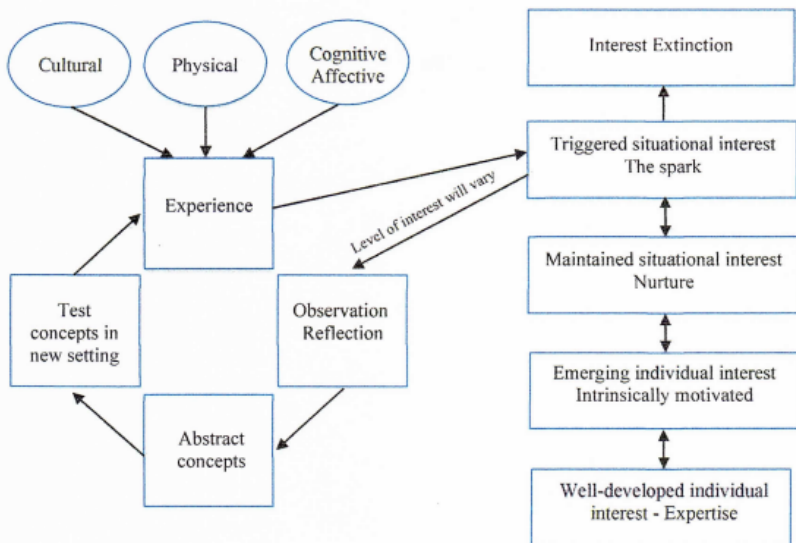 Cultural
Physical
Cognitive
Affective
Interest Extinction
Experience
Triggered situational interest
The spark
Level of interest will vary
Maintained situational interest
Nurture
Test
concepts in
new setting
Observation
Reflection
Emerging individual interest
Intrinsically motivated
Abstract
concepts
Well-developed individual
interest - Expertise